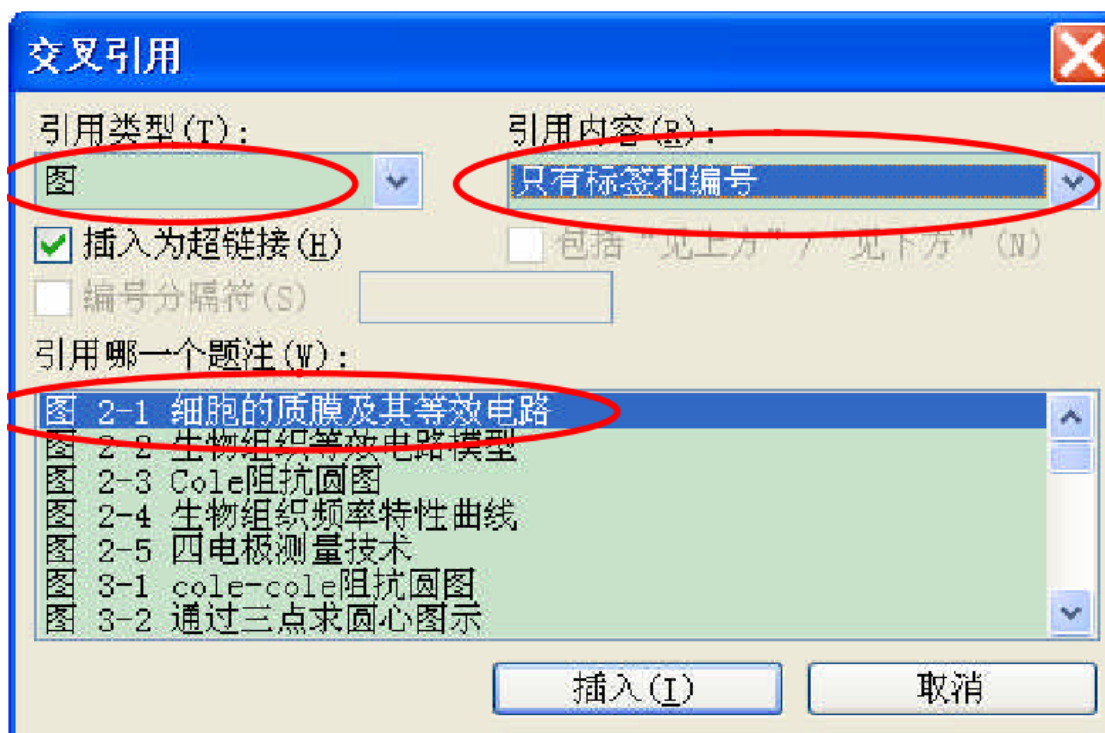 交叉引用
引用类型(T): 引用内容(R):
图 只有标签和编号
插入为超链接(H) 包括“见上方”/“见下方”(N)
编号分隔符(S)
引用哪一个题注(W):
图 2-1 细胞的质膜及其等效电路
图 2-2 生物组织等效电路模型
图 2-3 Cole阻抗圆图
图 2-4 生物组织频率特性曲线
图 2-5 四电极测量技术
图 3-1 cole-cole阻抗圆图
图 3-2 通过三点求圆心图示
插入(I) 取消